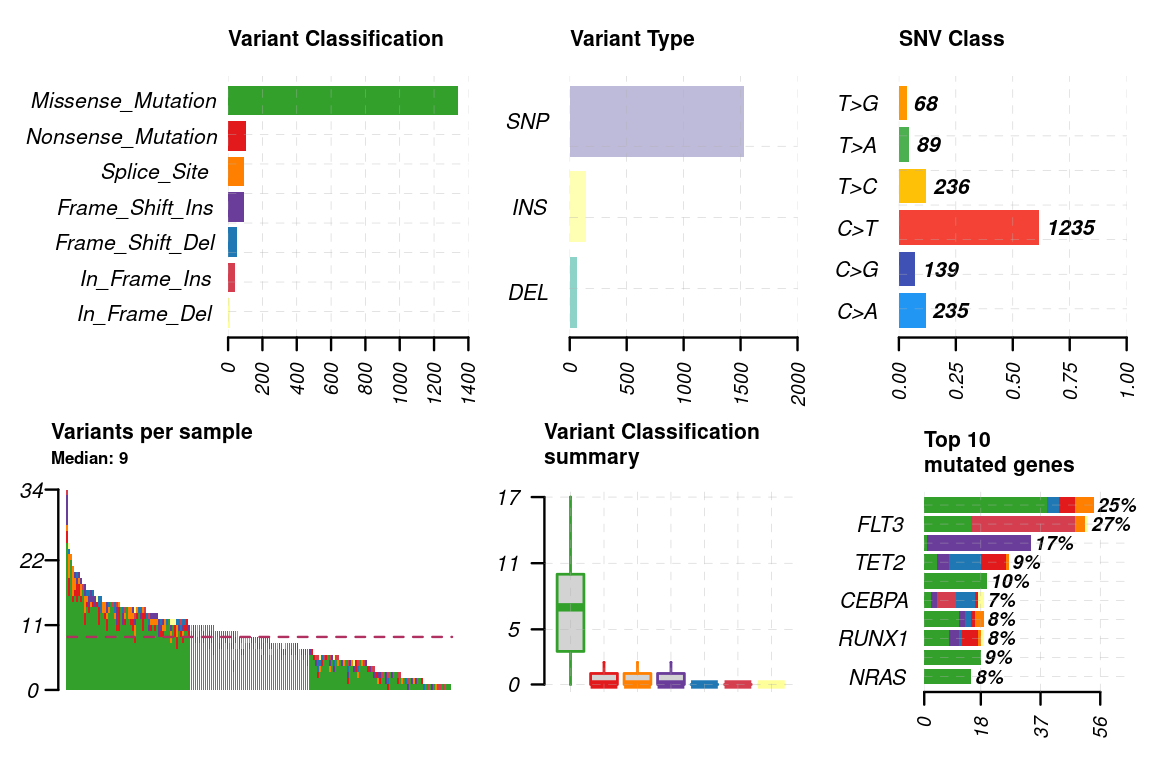 Variant Classification
Missense_Mutation
Nonsense_Mutation
Splice_Site
Frame_Shift_Ins
Frame_Shift_Del
In_Frame_Ins
In_Frame_Del
0 200 400 600 800 1000 1200 1400
Variant Type
SNP
INS
DEL
0 500 1000 1500 2000
SNV Class
T>G 68
T>A 89
T>C 236
C>T 1235
C>G 139
C>A 235
0.00 0.25 0.50 0.75 1.00
Variants per sample
Median: 9
34
22
11
0
Variant Classification
summary
17
11
5
0
Top 10
mutated genes
25%
FLT3 27%
17%
TET2 9%
10%
CEBPA 7%
8%
RUNX1 8%
9%
NRAS 8%
0 18 37 56